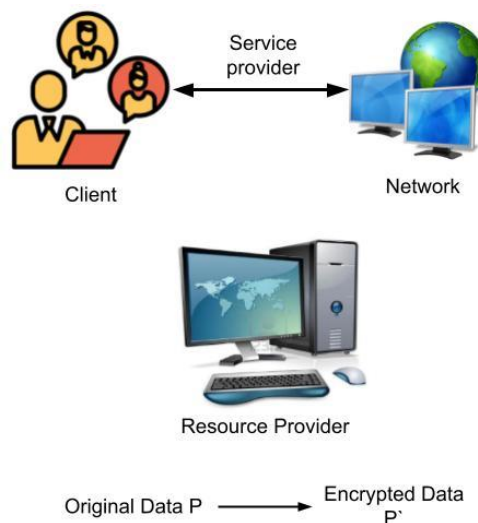 Service
provider
Client
Network
Resource Provider
Original Data P
Encrypted Data
P`